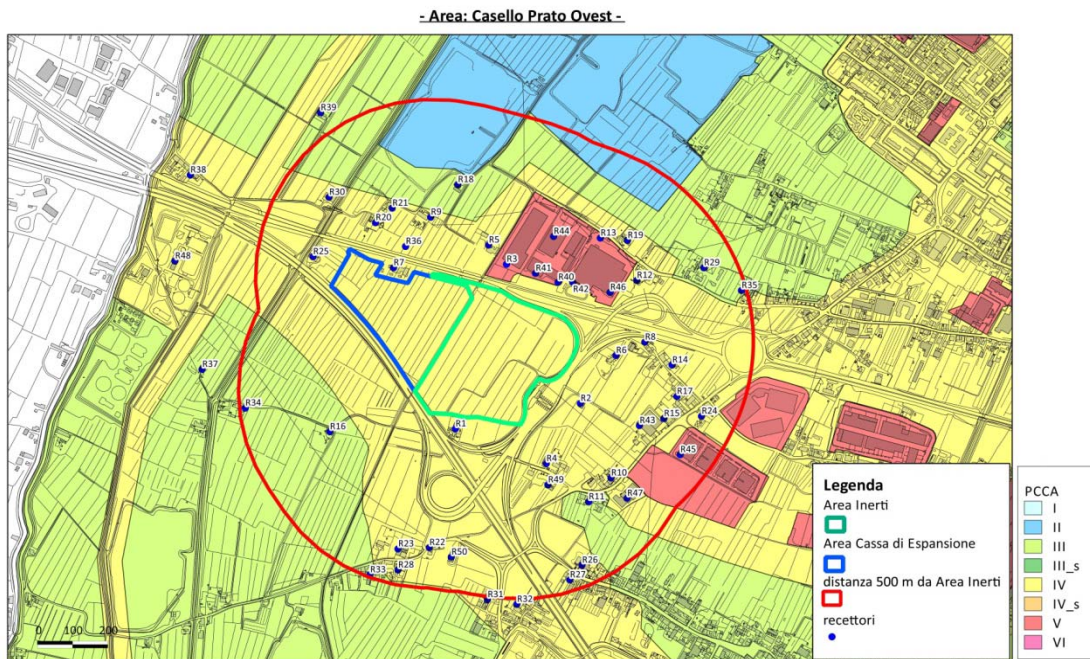 - Area: Casello Prato Ovest -
R39
R38
R18
R30
R21
R20
R9
R44
R13
R19
R5
R36
R25
R48
R7
R3
R41
R40
R42
R12
R29
R46
R35
R8
R6
R14
R37
R2
R17
R34
R24
R43
R15
R16
R1
R45
R4
R10
R49
R11
R47
R23
R22
R50
R28
R33
R26
R27
R31
R32
0 100 200
Legenda
Area Inerti
Area Cassa di Espansione
distanza 500 m da Area Inerti
recettori
PCCA
I
II
III
III_s
IV
IV_s
V
VI